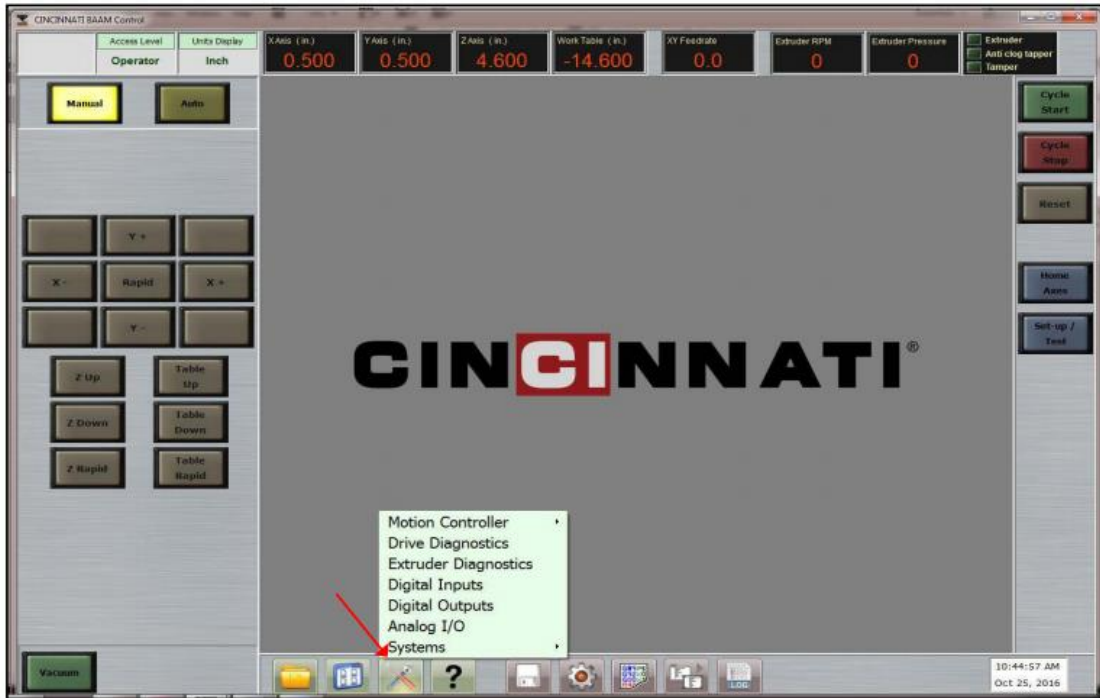 CINCINNATI BAAM Control
Access Level
Operator
Units Display
Inch
X Axis ( in.)
0.500
Y Axis ( in.)
0.500
Z Axis ( in.)
4.600
Work Table ( in.)
-14.600
XY Feedrate
0.0
Extruder RPM
0
Extruder Pressure
0
Extruder
Anti clog tapper
Tamper
Manual
Auto
Cycle
Start
Cycle
Stop
Reset
Y +
X -
Rapid
X +
Y -
Home
Axes
Set-up /
Test
CINCINNATI®
Z Up
Table
Up
Z Down
Table
Down
Z Rapid
Table
Rapid
Motion Controller
Drive Diagnostics
Extruder Diagnostics
Digital Inputs
Digital Outputs
Analog I/O
Systems
Vacuum
?
LOG
10:44:57 AM
Oct 25, 2016